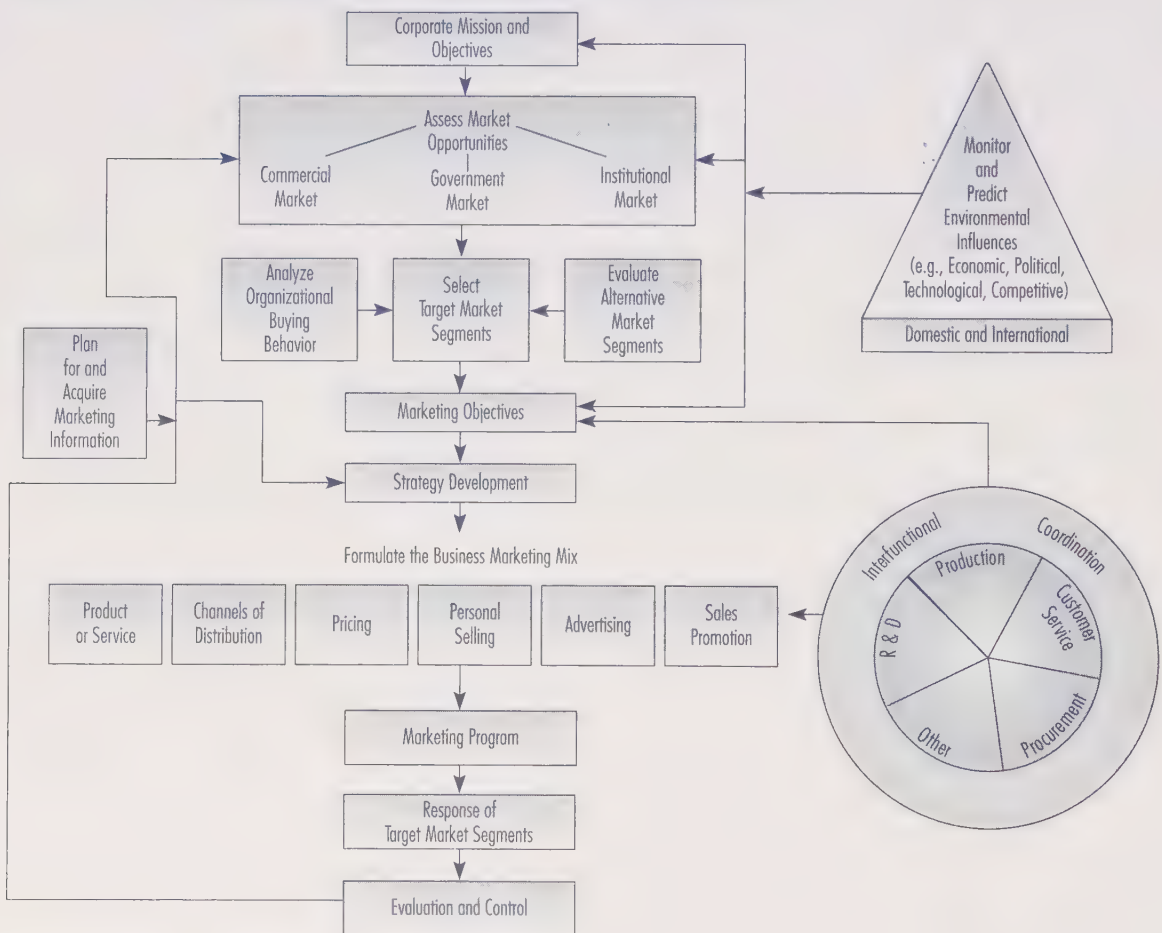 Corporate Mission and
Objectives
Assess Market
Opportunities
Commercial
Market
Government
Market
Institutional
Market
Monitor
and
Predict
Environmental
Influences
(e.g., Economic, Political,
Technological, Competitive)
Domestic and International
Analyze
Organizational
Buying
Behavior
Select
Target Market
Segments
Evaluate
Alternative
Market
Segments
Plan
for and
Acquire
Marketing
Information
Marketing Objectives
Strategy Development
Formulate the Business Marketing Mix
Product
or Service
Channels of
Distribution
Pricing
Personal
Selling
Advertising
Sales
Promotion
Interfunctional
Coordination
Production
Customer
Service
R & D
Other
Procurement
Marketing Program
Response of
Target Market Segments
Evaluation and Control